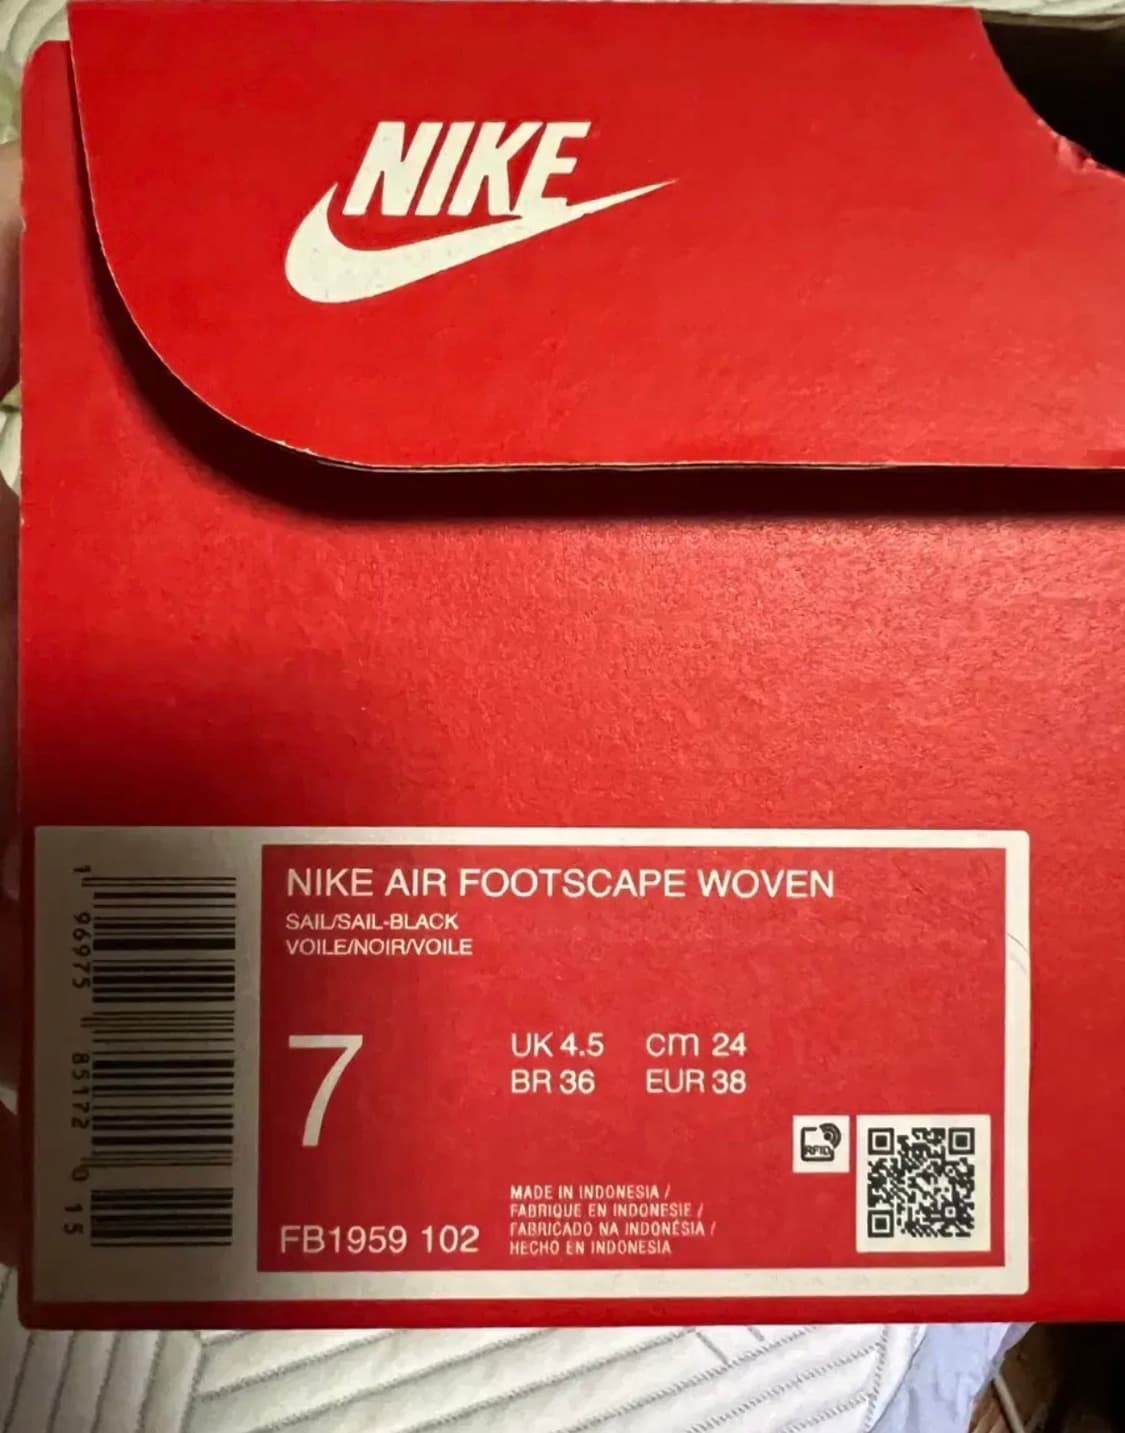 NIKE
NIKE AIR FOOTSCAPE WOVEN
SAIL/SAIL-BLACK
VOILE/NOIR/VOILE
7
UK 4.5 cm 24
BR 36 EUR 38
RFID
MADE IN INDONESIA /
FABRIQUE EN INDONESIE /
FABRICADO NA INDONÉSIA /
HECHO EN INDONESIA
FB1959 102
1 96975 85172 0 15